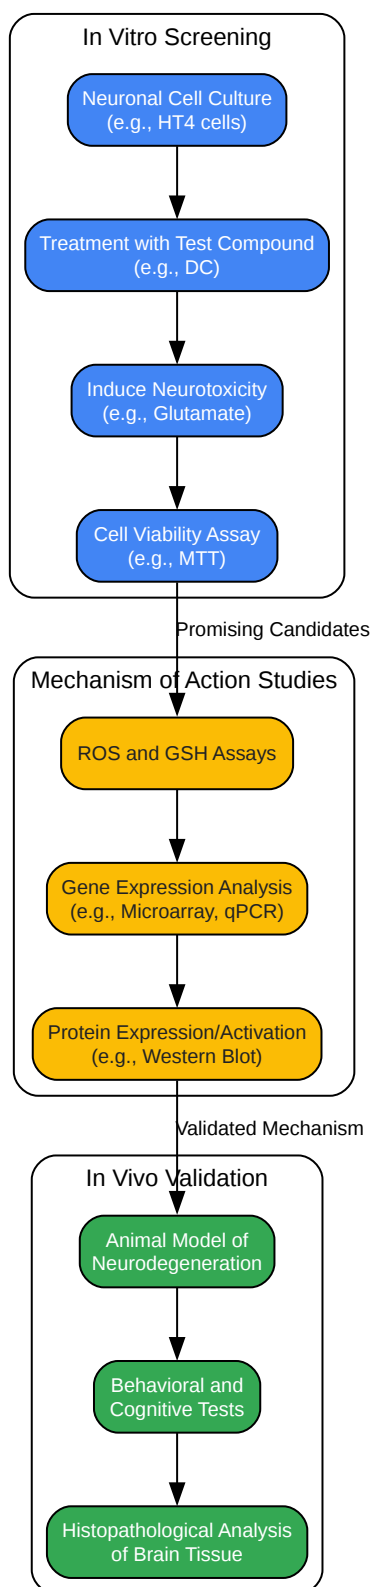 In Vitro Screening
Neuronal Cell Culture
(e.g., HT4 cells)
Treatment with Test Compound
(e.g., DC)
Induce Neurotoxicity
(e.g., Glutamate)
Cell Viability Assay
(e.g., MTT)
Promising Candidates
Mechanism of Action Studies
ROS and GSH Assays
Gene Expression Analysis
(e.g., Microarray, qPCR)
Protein Expression/Activation
(e.g., Western Blot)
Validated Mechanism
In Vivo Validation
Animal Model of
Neurodegeneration
Behavioral and
Cognitive Tests
Histopathological Analysis
of Brain Tissue